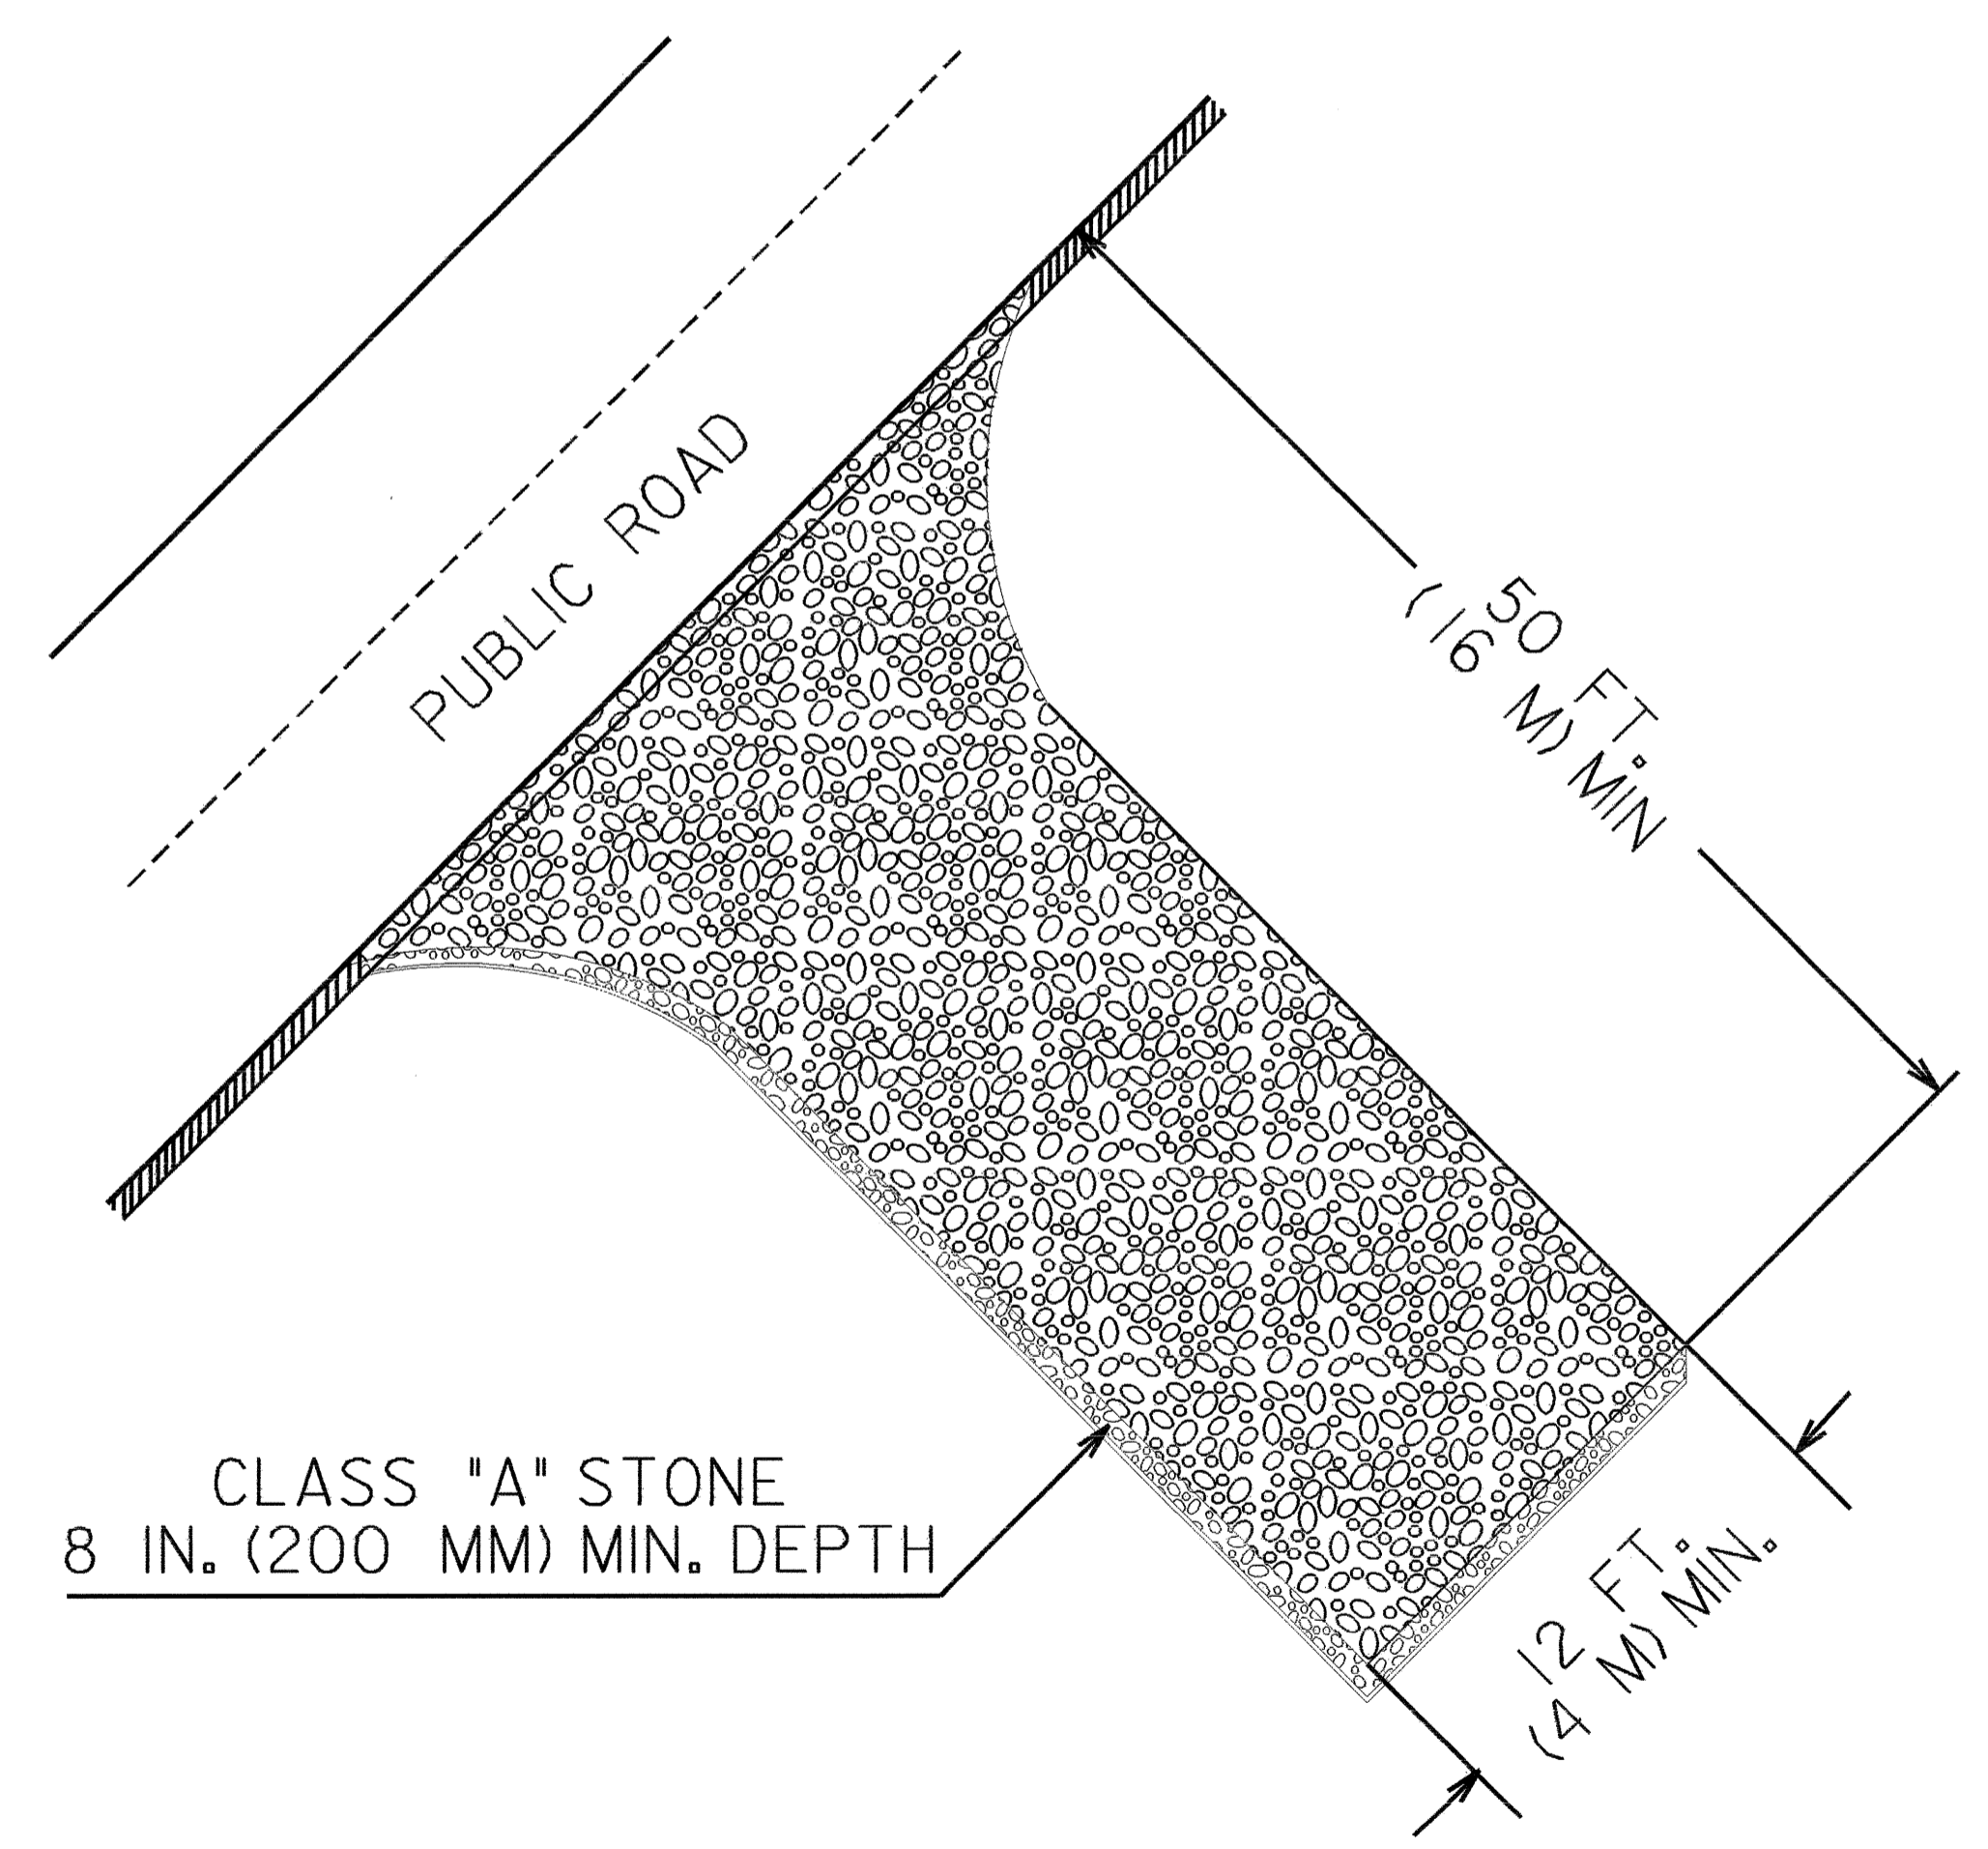 PUBLIC ROAD
50 FT.
(16 M) MIN
CLASS "A" STONE
8 IN. (200 MM) MIN. DEPTH
12 FT.
(4 M) MIN.